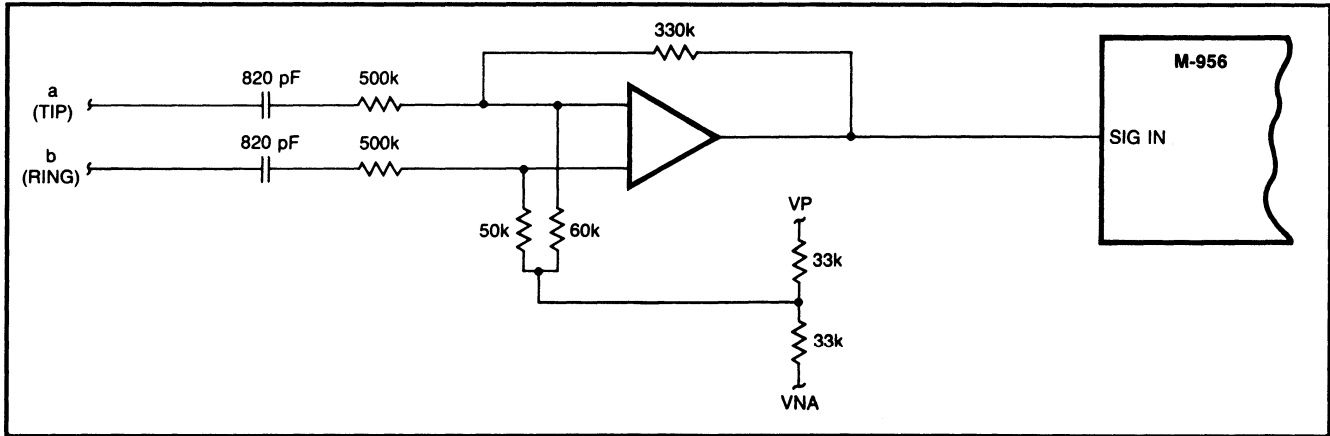 330k
M-956
820 pF
500k
a
(TIP)
820 pF
500k
b
(RING)
SIG IN
50k
60k
VP
33k
33k
VNA